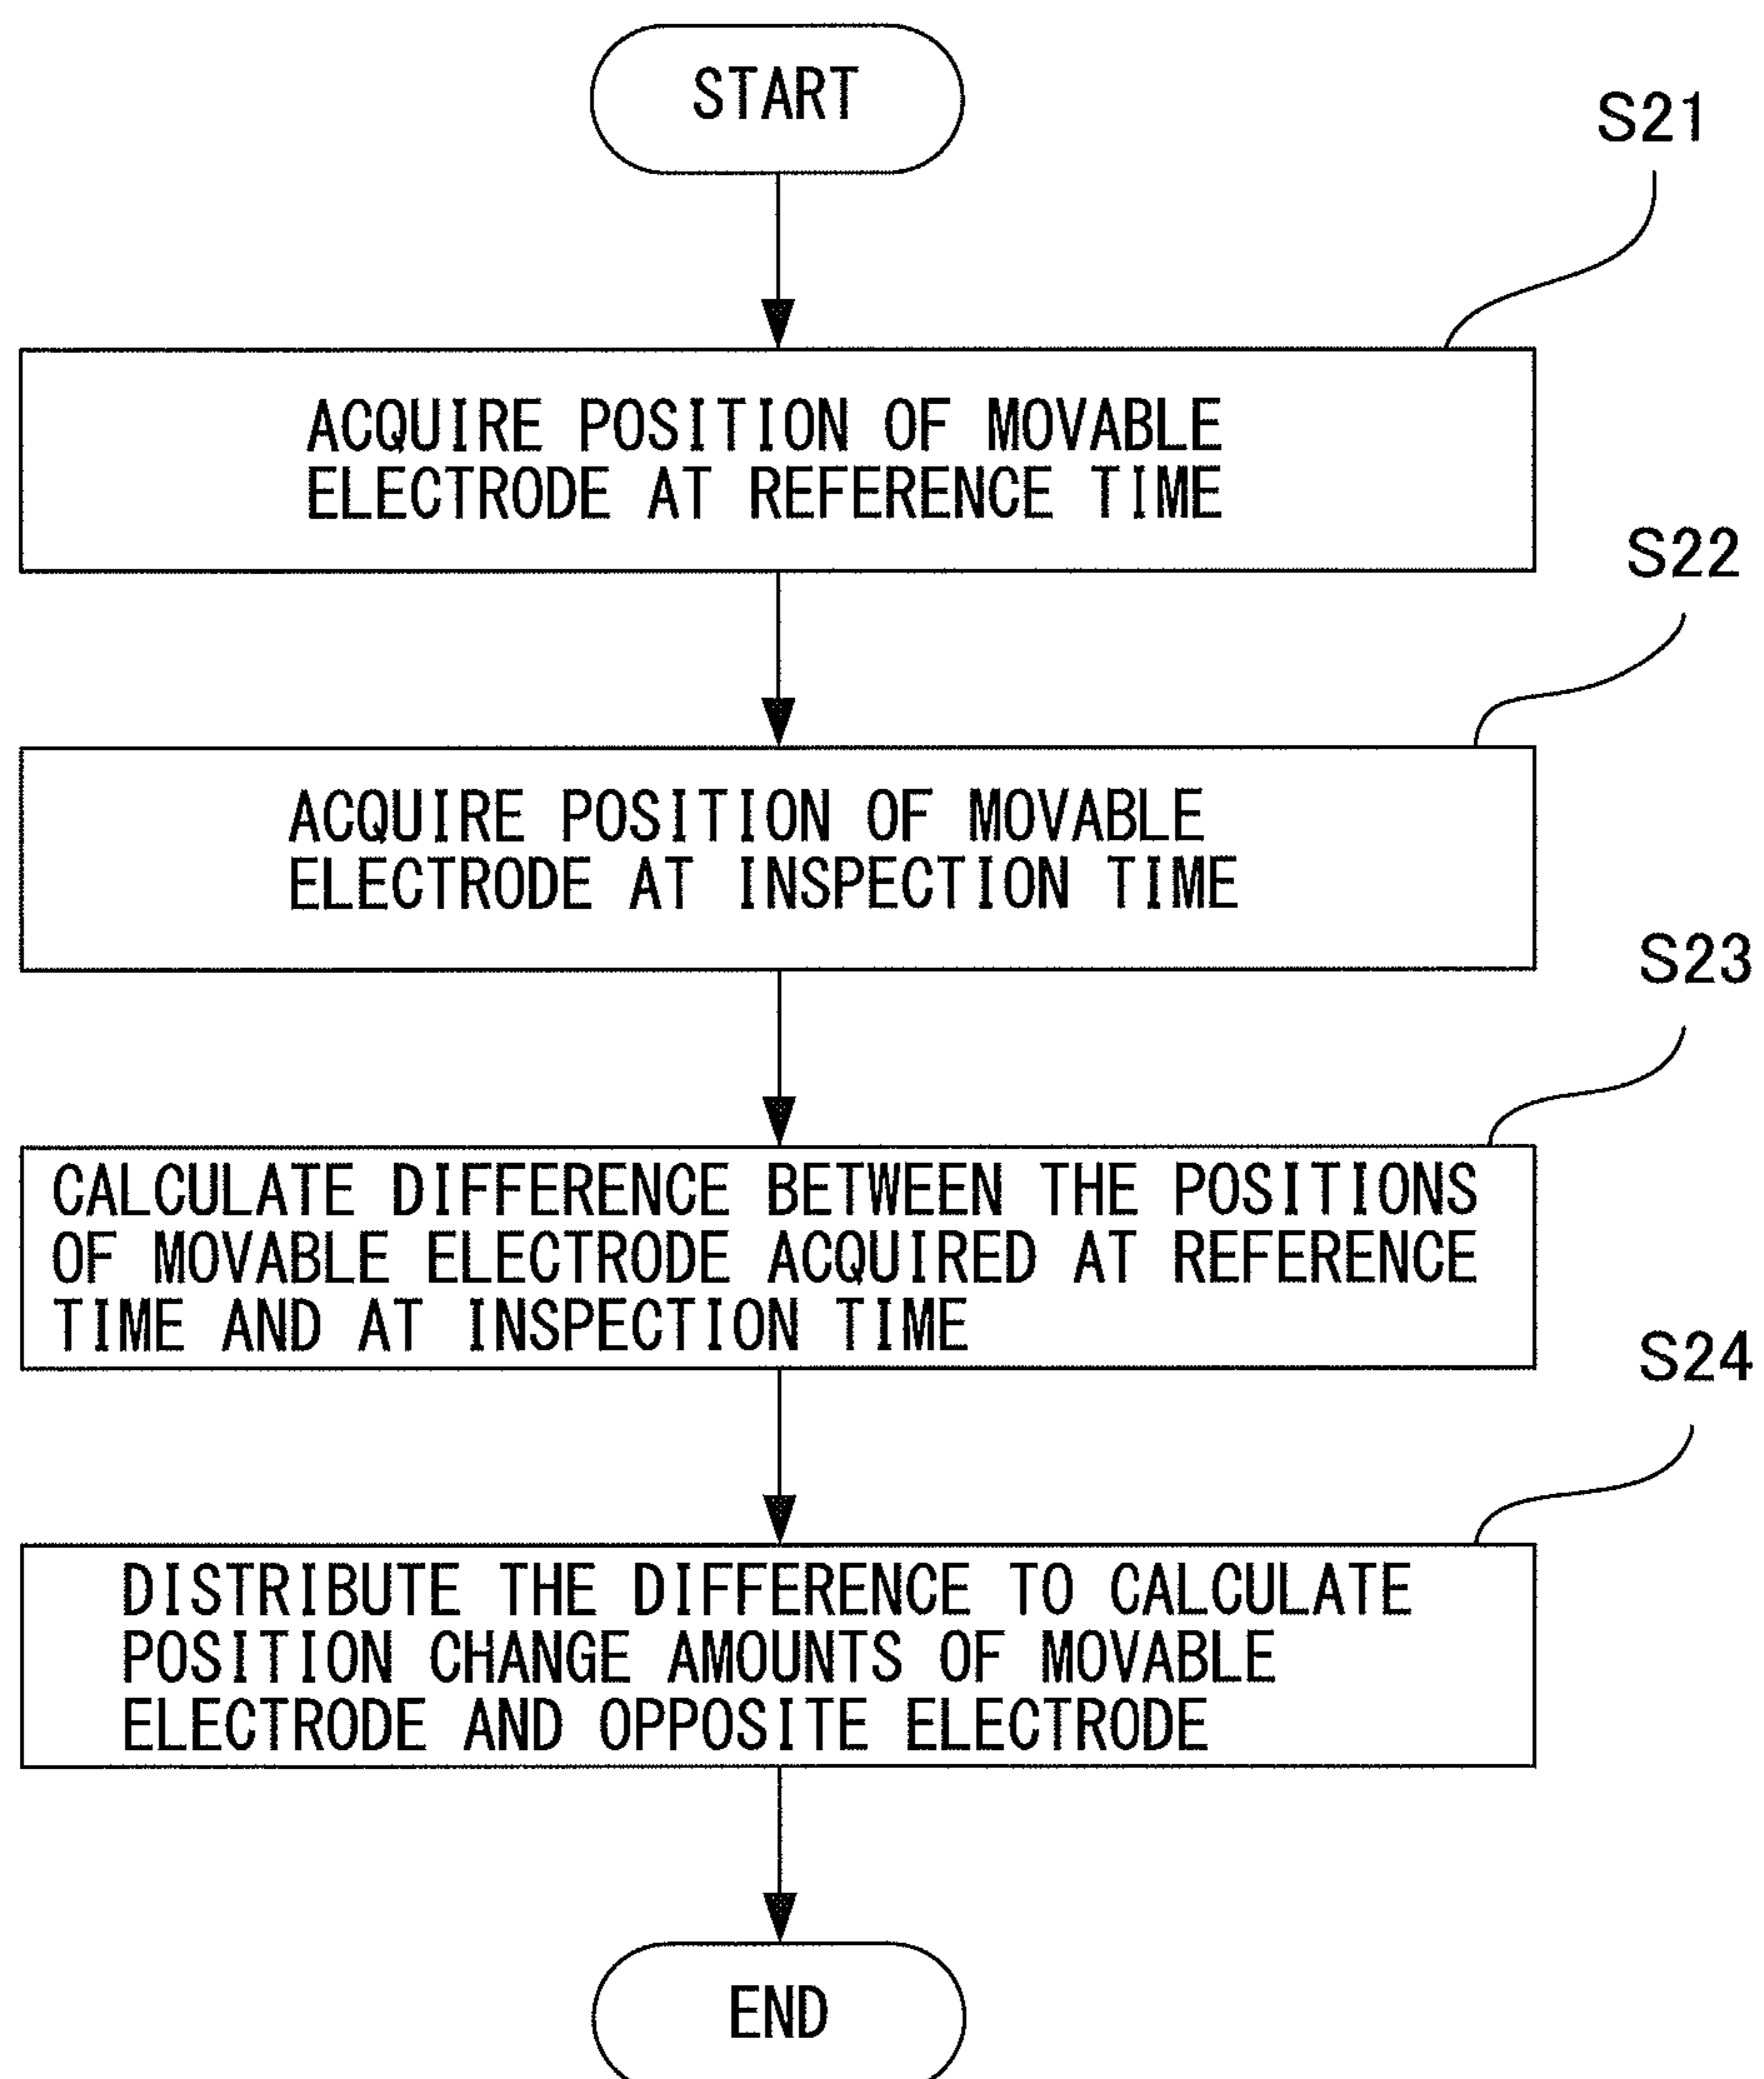 START
S21
ACQUIRE POSITION OF MOVABLE
ELECTRODE AT REFERENCE TIME
S22
ACQUIRE POSITION OF MOVABLE
ELECTRODE AT INSPECTION TIME
S23
CALCULATE DIFFERENCE BETWEEN THE POSITIONS
OF MOVABLE ELECTRODE ACQUIRED AT REFERENCE
TIME AND AT INSPECTION TIME
S24
DISTRIBUTE THE DIFFERENCE TO CALCULATE
POSITION CHANGE AMOUNTS OF MOVABLE
ELECTRODE AND OPPOSITE ELECTRODE
END